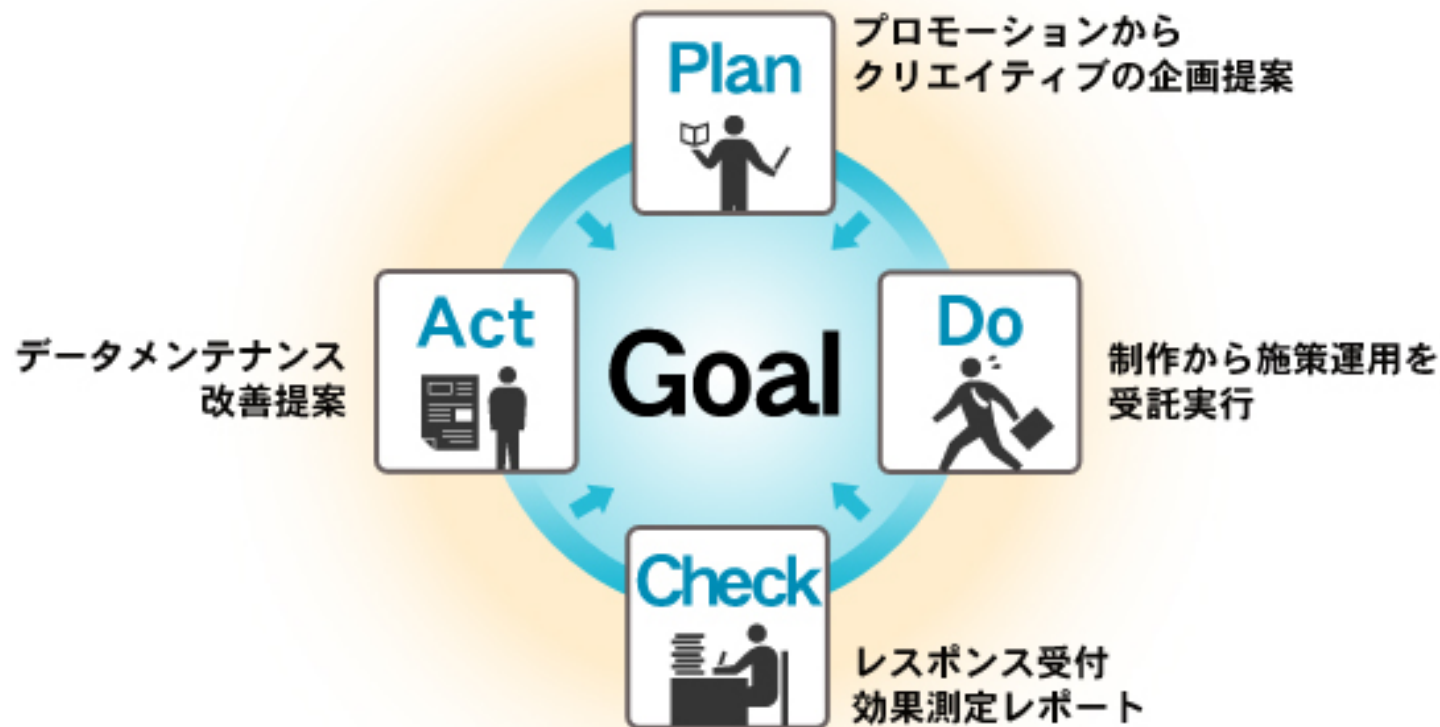 Plan
プロモーションから
クリエイティブの企画提案
Act
データメンテナンス
改善提案
Goal
Do
制作から施策運用を
受託実行
Check
レスポンス受付
効果測定レポート